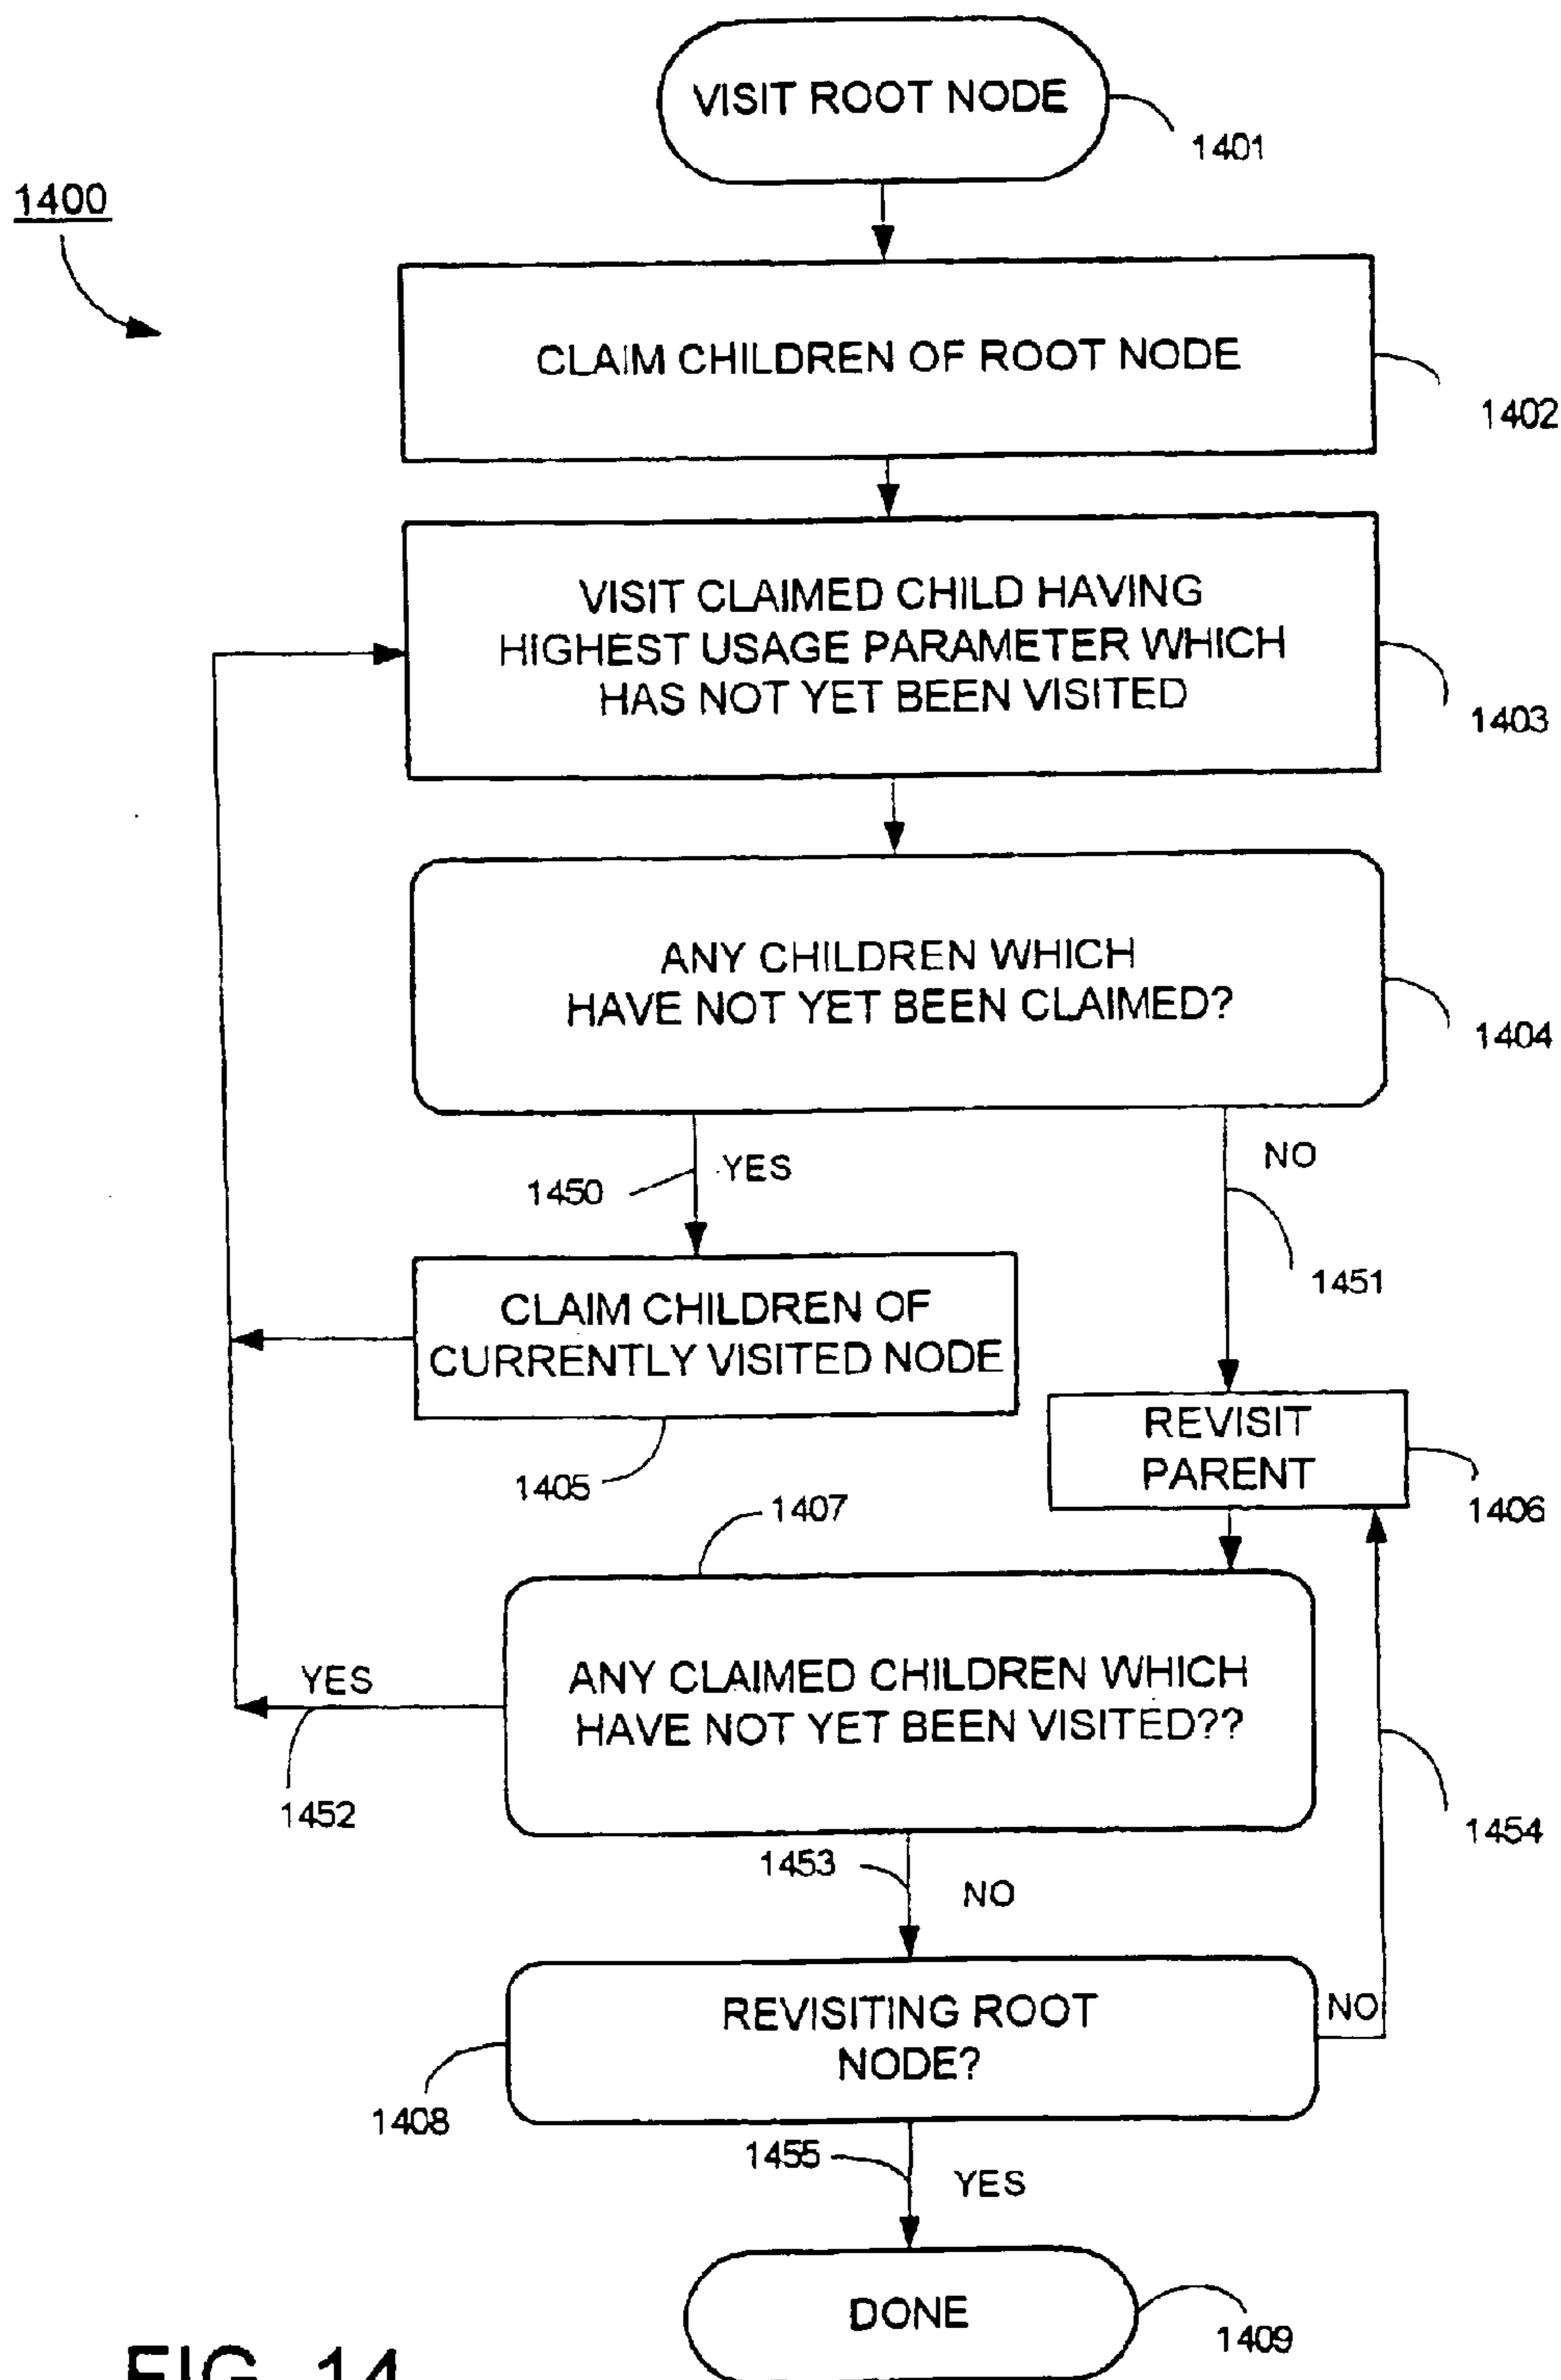 VISIT ROOT NODE
1401
1400
CLAIM CHILDREN OF ROOT NODE
1402
VISIT CLAIMED CHILD HAVING
HIGHEST USAGE PARAMETER WHICH
HAS NOT YET BEEN VISITED
1403
ANY CHILDREN WHICH
HAVE NOT YET BEEN CLAIMED?
1404
1450
YES
NO
1451
CLAIM CHILDREN OF
CURRENTLY VISITED NODE
1405
REVISIT
PARENT
1406
1407
ANY CLAIMED CHILDREN WHICH
HAVE NOT YET BEEN VISITED??
YES
1452
1454
1453
NO
REVISITING ROOT
NODE?
NO
1408
1455
YES
DONE
1409
FIG. 14